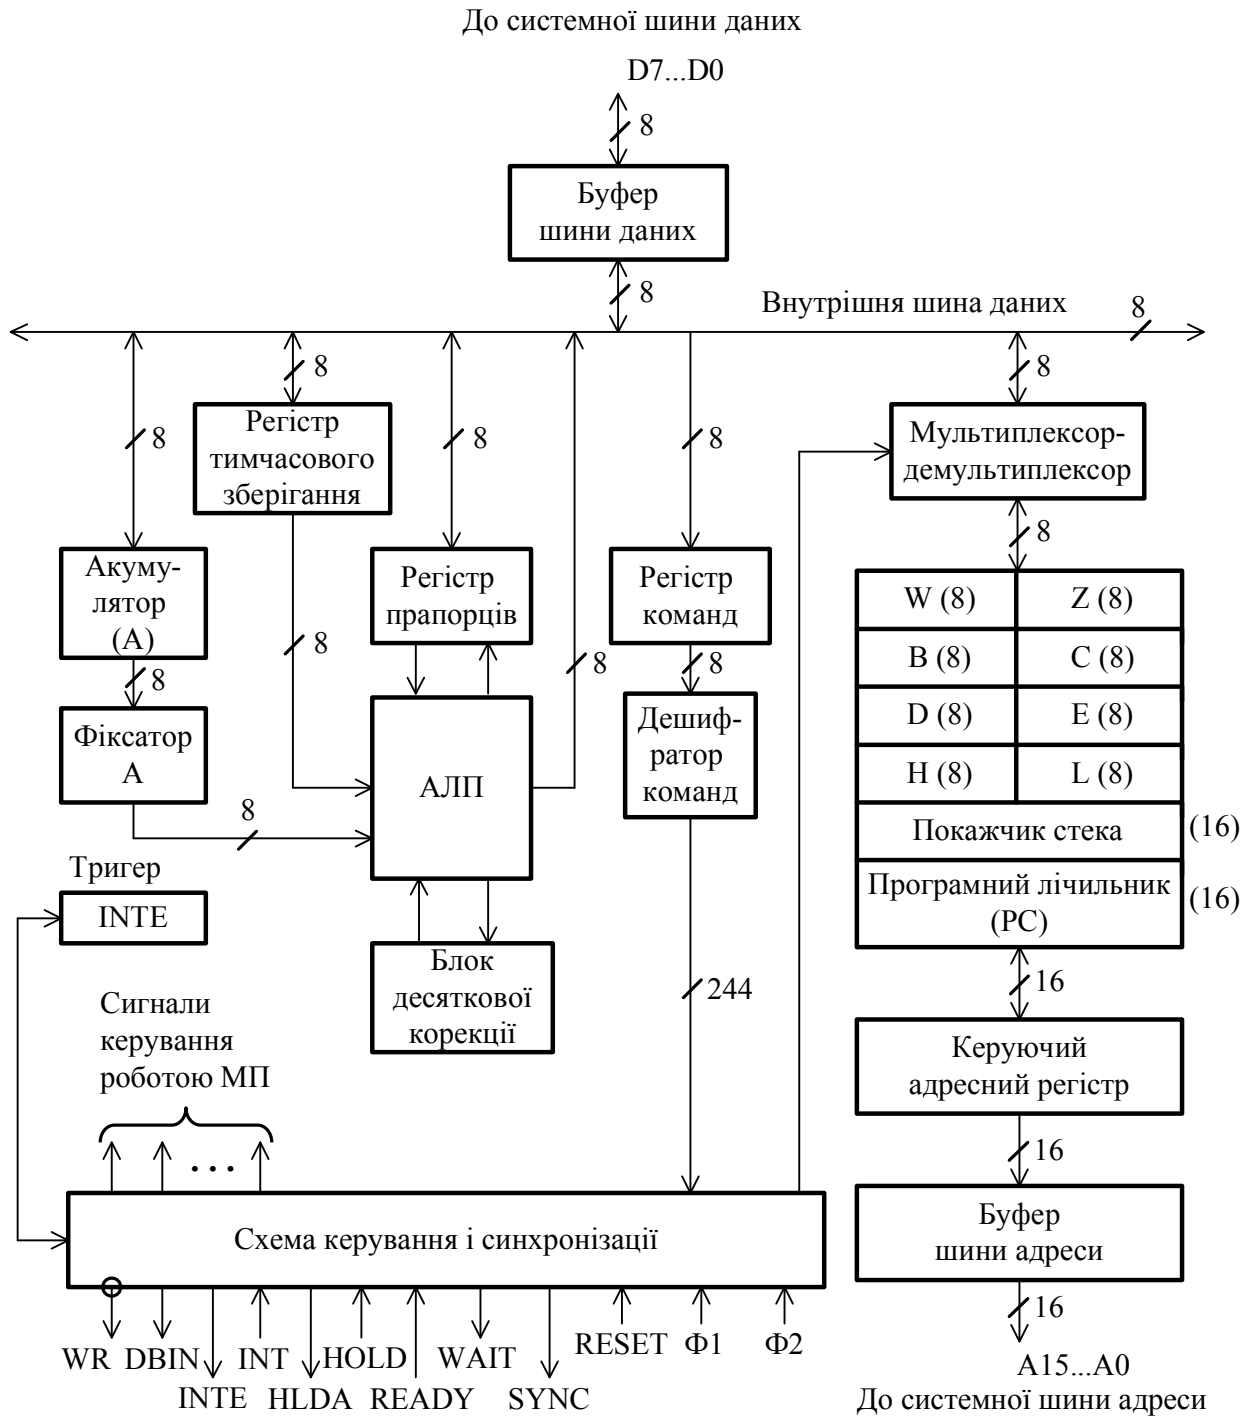 До системної шини даних
D7...D0
8
Буфер
шини даних
8
Внутрішня шина даних
8
8
8
Регістр
тимчасового
зберігання
8
8
8
Мультиплексор-
демультиплексор
8
Акуму-
лятор
(А)
Регістр
прапорців
Регістр
команд
W (8)
Z (8)
B (8)
C (8)
8
8
8
8
D (8)
E (8)
Фіксатор
А
АЛП
Дешиф-
ратор
команд
H (8)
L (8)
8
Покажчик стека
(16)
Тригер
INTE
Програмний лічильник
(PC)
(16)
Блок
десяткової
корекції
244
16
Сигнали
керування
роботою МП
Керуючий
адресний регістр
16
. . .
Схема керування і синхронізації
Буфер
шини адреси
16
WR
DBIN
INT
HOLD
WAIT
RESET
Ф1
Ф2
INTE
HLDA
READY
SYNC
A15...A0
До системної шини адреси